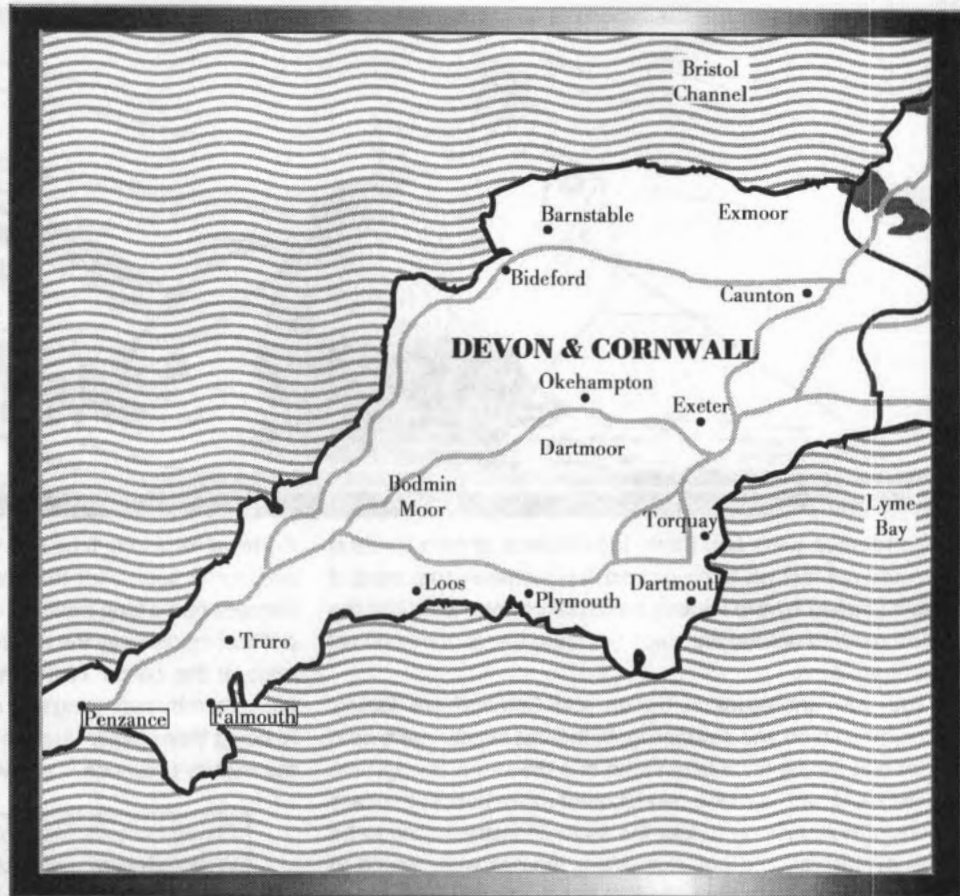 Bristol
Channel
Barnstable
Exmoor
Bideford
Caunton
DEVON & CORNWALL
Okehampton
Exeter
Dartmoor
Bodmin
Moor
Lyme
Bay
Torquay
Loos
Plymouth
Dartmouth
Truro
Penzance
Falmouth